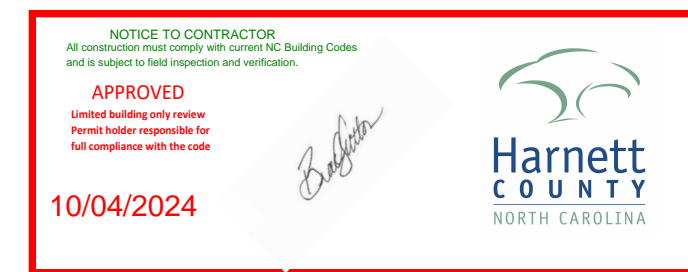 NOTICE TO CONTRACTOR
All construction must comply with current NC Building Codes
and is subject to field inspection and verification.
APPROVED
Limited building only review
Permit holder responsible for
full compliance with the code
10/04/2024
Brad Sutton
Harnett
COUNTY
NORTH CAROLINA